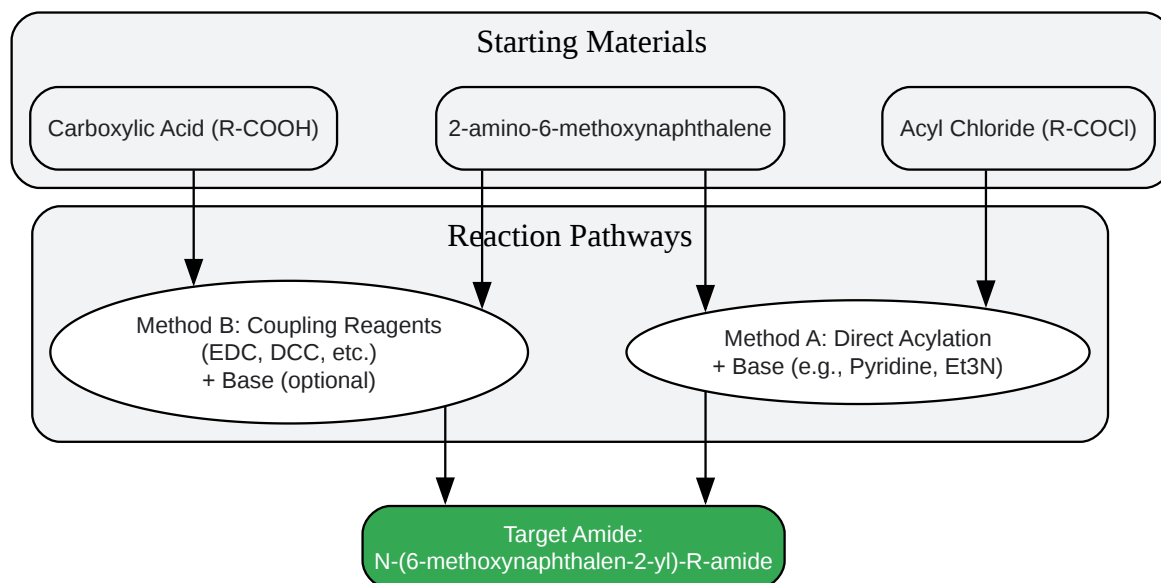 Starting Materials
Carboxylic Acid (R-COOH)
2-amino-6-methoxynaphthalene
Acyl Chloride (R-COCl)
Reaction Pathways
Method B: Coupling Reagents
(EDC, DCC, etc.)
+ Base (optional)
Method A: Direct Acylation
+ Base (e.g., Pyridine, Et3N)
Target Amide:
N-(6-methoxynaphthalen-2-yl)-R-amide